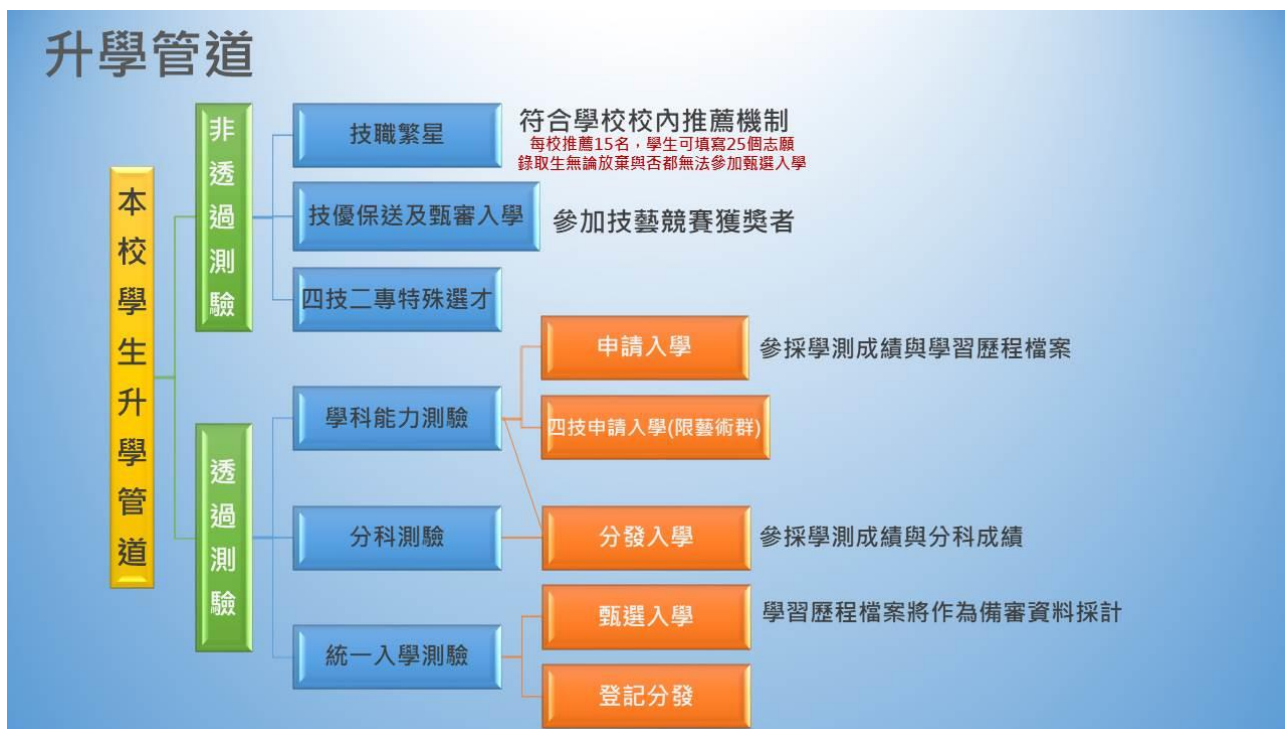 升學管道
本校學生升學管道
非透過測驗
技職繁星
符合學校校內推薦機制
每校推薦15名，學生可填寫25個志願
錄取生無論放棄與否都無法參加甄選入學
技優保送及甄審入學
參加技藝競賽獲獎者
四技二專特殊選才
透過測驗
學科能力測驗
申請入學
參採學測成績與學習歷程檔案
四技申請入學(限藝術群)
分科測驗
分發入學
參採學測成績與分科成績
統一入學測驗
甄選入學
學習歷程檔案將作為備審資料採計
登記分發